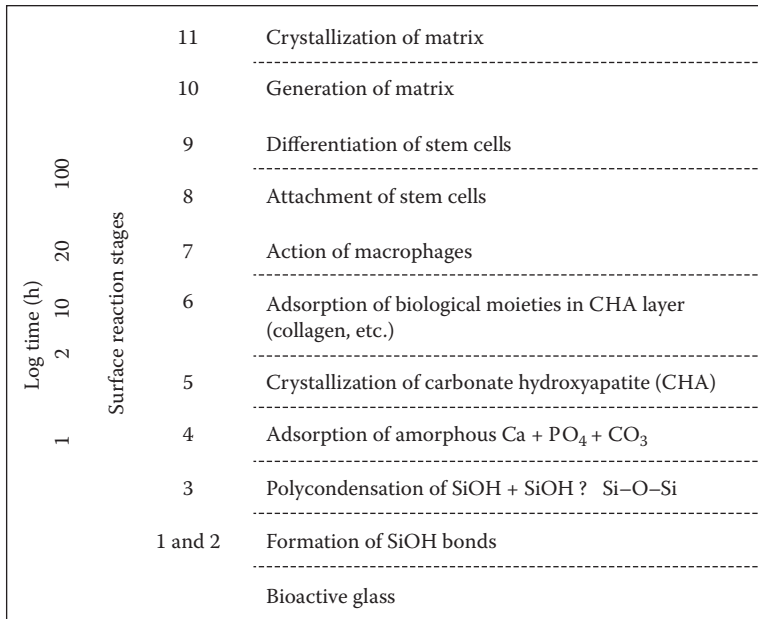 11 Crystallization of matrix
10 Generation of matrix
9 Differentiation of stem cells
8 Attachment of stem cells
7 Action of macrophages
6 Adsorption of biological moieties in CHA layer
(collagen, etc.)
5 Crystallization of carbonate hydroxyapatite (CHA)
4 Adsorption of amorphous Ca + PO₄ + CO₃
3 Polycondensation of SiOH + SiOH ? Si–O–Si
1 and 2 Formation of SiOH bonds
Bioactive glass
Log time (h)
1 2 10 20 100
Surface reaction stages